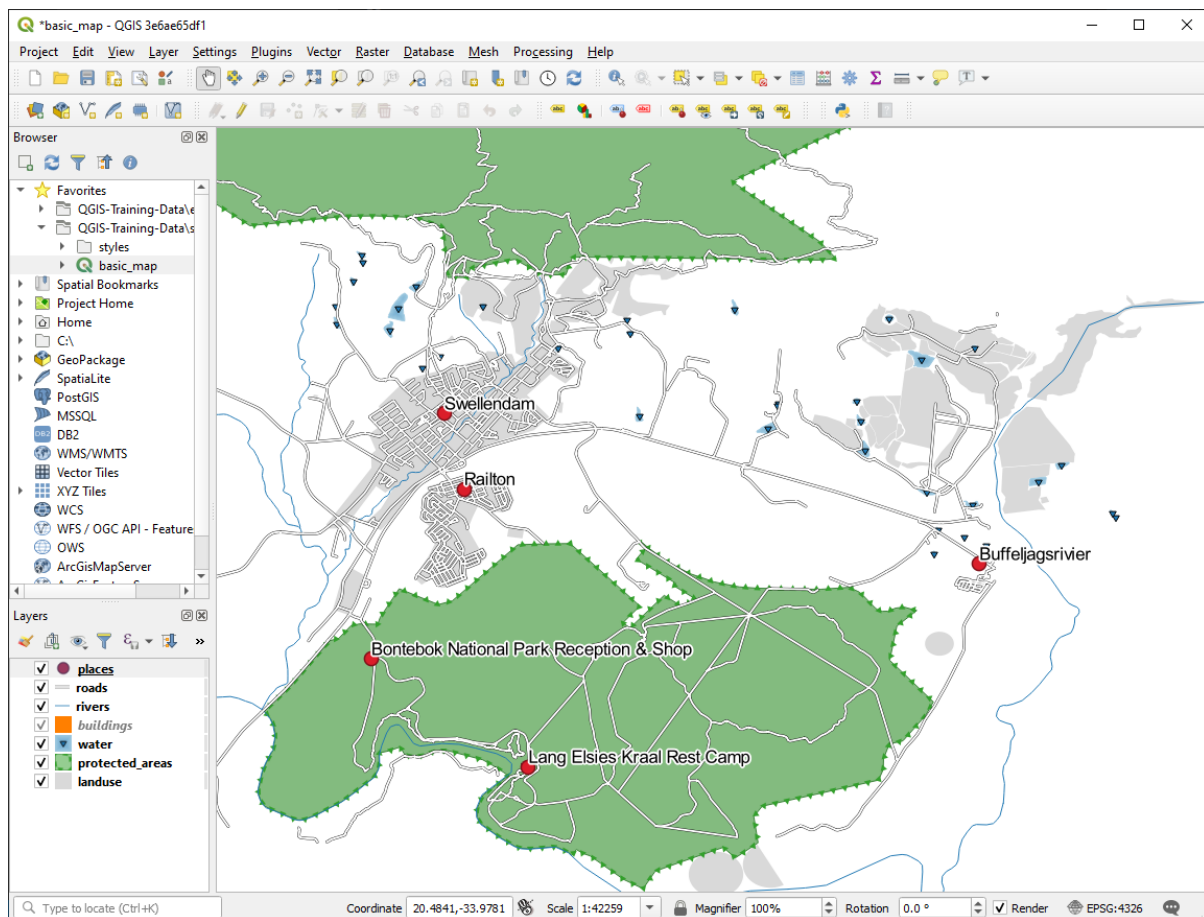 *basic_map - QGIS 3e6ae65df1
Project Edit View Layer Settings Plugins Vector Raster Database Mesh Processing Help
Browser
Favorites
QGIS-Training-Data\e
QGIS-Training-Data\s
styles
basic_map
Spatial Bookmarks
Project Home
Home
C:\
GeoPackage
SpatiaLite
PostGIS
MSSQL
DB2
WMS/WMTS
Vector Tiles
XYZ Tiles
WCS
WFS / OGC API - Feature
OWS
ArcGisMapServer
Layers
places
roads
rivers
buildings
water
protected_areas
landuse
Swellendam
Railton
Buffeljagsrivier
Bontebok National Park Reception & Shop
Lang Elsies Kraal Rest Camp
Type to locate (Ctrl+K) Coordinate 20.4841,-33.9781 Scale 1:42259 Magnifier 100% Rotation 0.0 ° Render EPSG:4326